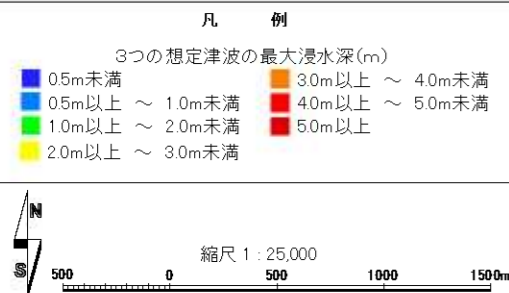 凡 例
3つの想定津波の最大浸水深(m)
0.5m未満
0.5m以上 ～ 1.0m未満
1.0m以上 ～ 2.0m未満
2.0m以上 ～ 3.0m未満
3.0m以上 ～ 4.0m未満
4.0m以上 ～ 5.0m未満
5.0m以上
N
S
縮尺 1 : 25,000
500 0 500 1000 1500m